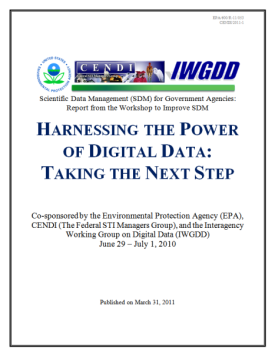 CENDI
IWGDD
Scientific Data Management (SDM) for Government Agencies:
Report from the Workshop to Improve SDM
HARNESSING THE POWER
OF DIGITAL DATA:
TAKING THE NEXT STEP
Co-sponsored by the Environmental Protection Agency (EPA),
CENDI (The Federal STI Managers Group), and the Interagency
Working Group on Digital Data (IWGDD)
June 29 – July 1, 2010
Published on March 31, 2011